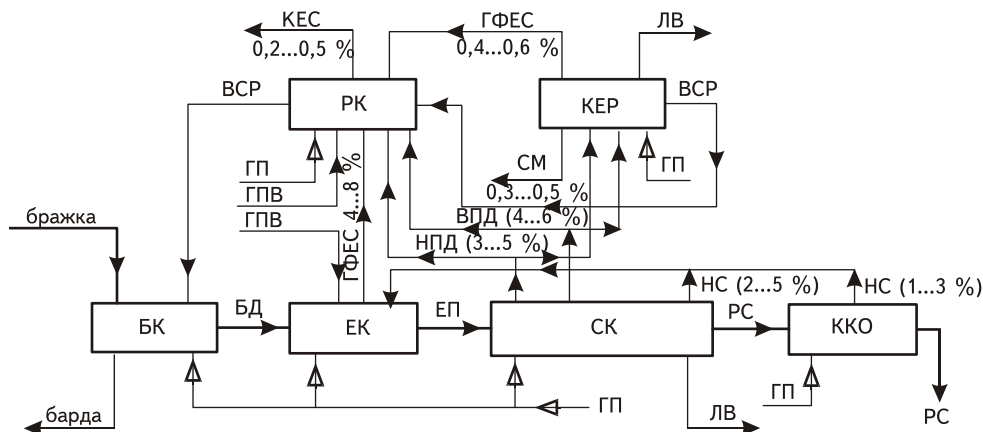 КЕС
0,2...0,5 %
ГФЕС
0,4...0,6 %
ЛВ
ВСР
РК
КЕР
ВСР
ГП
ГПВ
ГПВ
ГФЕС 4...8 %
СМ
0,3...0,5 %
ГП
бражка
ВПД (4...6 %)
НПД (3...5 %)
НС (2...5 %)
НС (1...3 %)
БК
БД
ЕК
ЕП
СК
РС
ККО
барда
ГП
ЛВ
ГП
РС